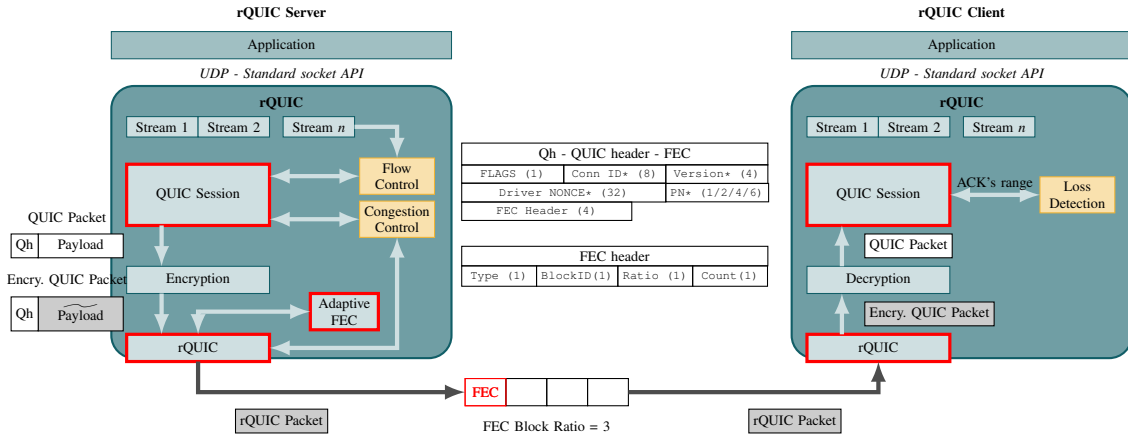 rQUIC Server
Application
UDP - Standard socket API
rQUIC
Stream 1
Stream 2
Stream n
QUIC Session
Flow
Control
Congestion
Control
QUIC Packet
Qh
Payload
Encry. QUIC Packet
Encryption
Qh
Payload
Adaptive
FEC
rQUIC
rQUIC Packet
Qh - QUIC header - FEC
FLAGS (1)
Conn ID* (8)
Version* (4)
Driver NONCE* (32)
PN* (1/2/4/6)
FEC Header (4)
FEC header
Type (1)
BlockID(1)
Ratio (1)
Count(1)
FEC
FEC Block Ratio = 3
rQUIC Client
Application
UDP - Standard socket API
rQUIC
Stream 1
Stream 2
Stream n
QUIC Session
ACK's range
Loss
Detection
QUIC Packet
Decryption
Encry. QUIC Packet
rQUIC
rQUIC Packet